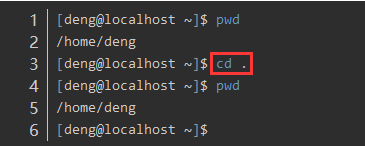 1 [deng@localhost ~]$ pwd
2 /home/deng
3 [deng@localhost ~]$ cd .
4 [deng@localhost ~]$ pwd
5 /home/deng
6 [deng@localhost ~]$